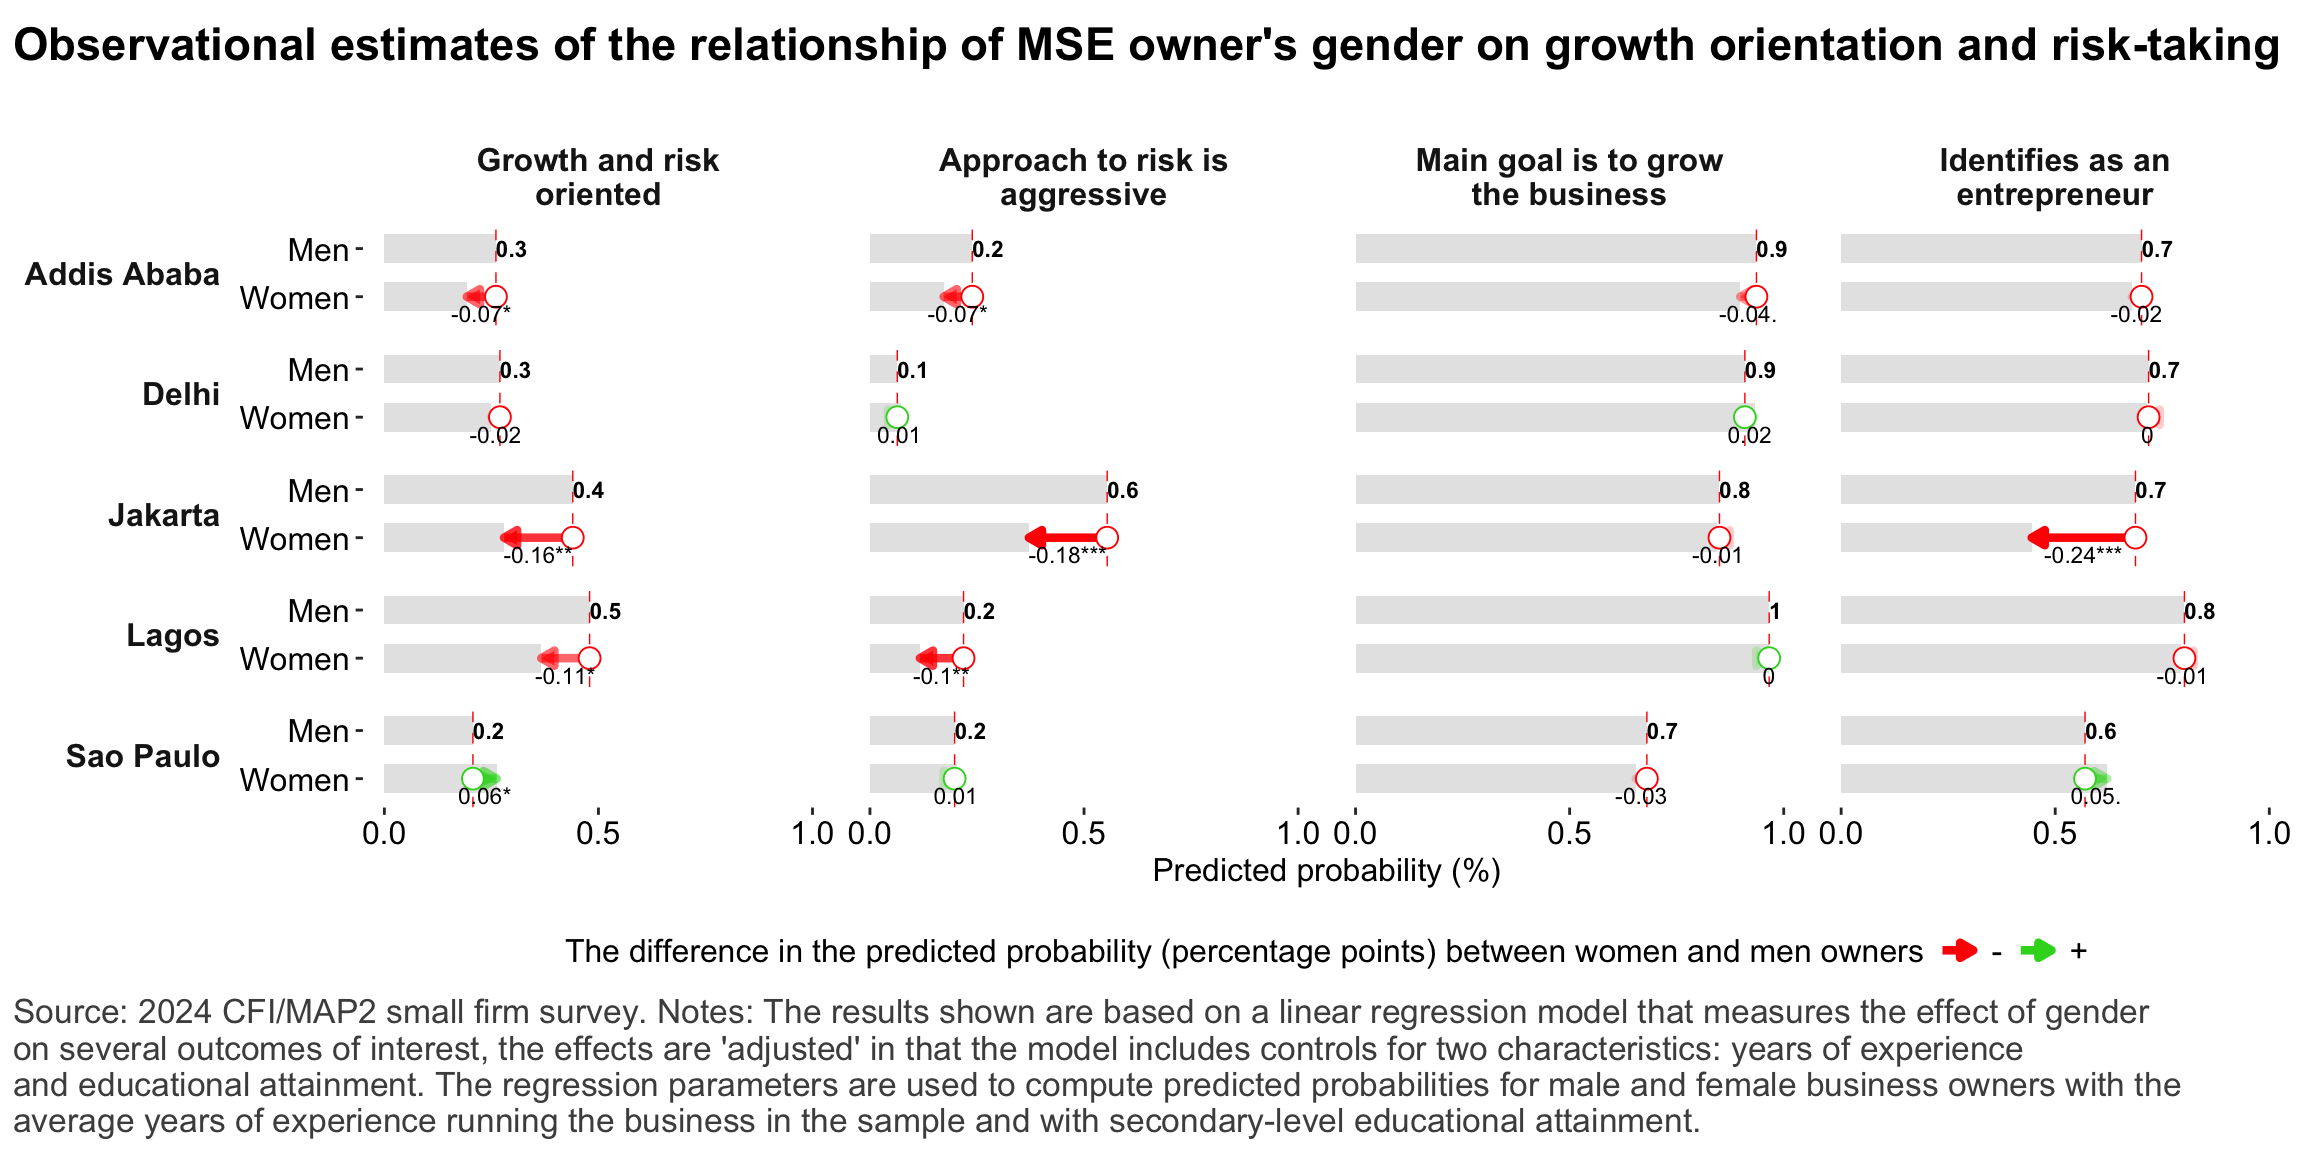 Observational estimates of the relationship of MSE owner's gender on growth orientation and risk-taking
Growth and risk
oriented
Approach to risk is
aggressive
Main goal is to grow
the business
Identifies as an
entrepreneur
Addis Ababa
Men
0.3
0.2
0.9
0.7
Women
-0.07*
-0.07*
-0.04.
-0.02
Delhi
Men
0.3
0.1
0.9
0.7
Women
-0.02
0.01
0.02
0
Jakarta
Men
0.4
0.6
0.8
0.7
Women
-0.16**
-0.18***
-0.01
-0.24***
Lagos
Men
0.5
0.2
1
0.8
Women
-0.11*
-0.1**
0
-0.01
Sao Paulo
Men
0.2
0.2
0.7
0.6
Women
0.06*
0.01
-0.03
0.05.
0.0 0.5 1.0 0.0 0.5 1.0 0.0 0.5 1.0 0.0 0.5 1.0
Predicted probability (%)
The difference in the predicted probability (percentage points) between women and men owners - +
Source: 2024 CFI/MAP2 small firm survey. Notes: The results shown are based on a linear regression model that measures the effect of gender
on several outcomes of interest, the effects are 'adjusted' in that the model includes controls for two characteristics: years of experience
and educational attainment. The regression parameters are used to compute predicted probabilities for male and female business owners with the
average years of experience running the business in the sample and with secondary-level educational attainment.